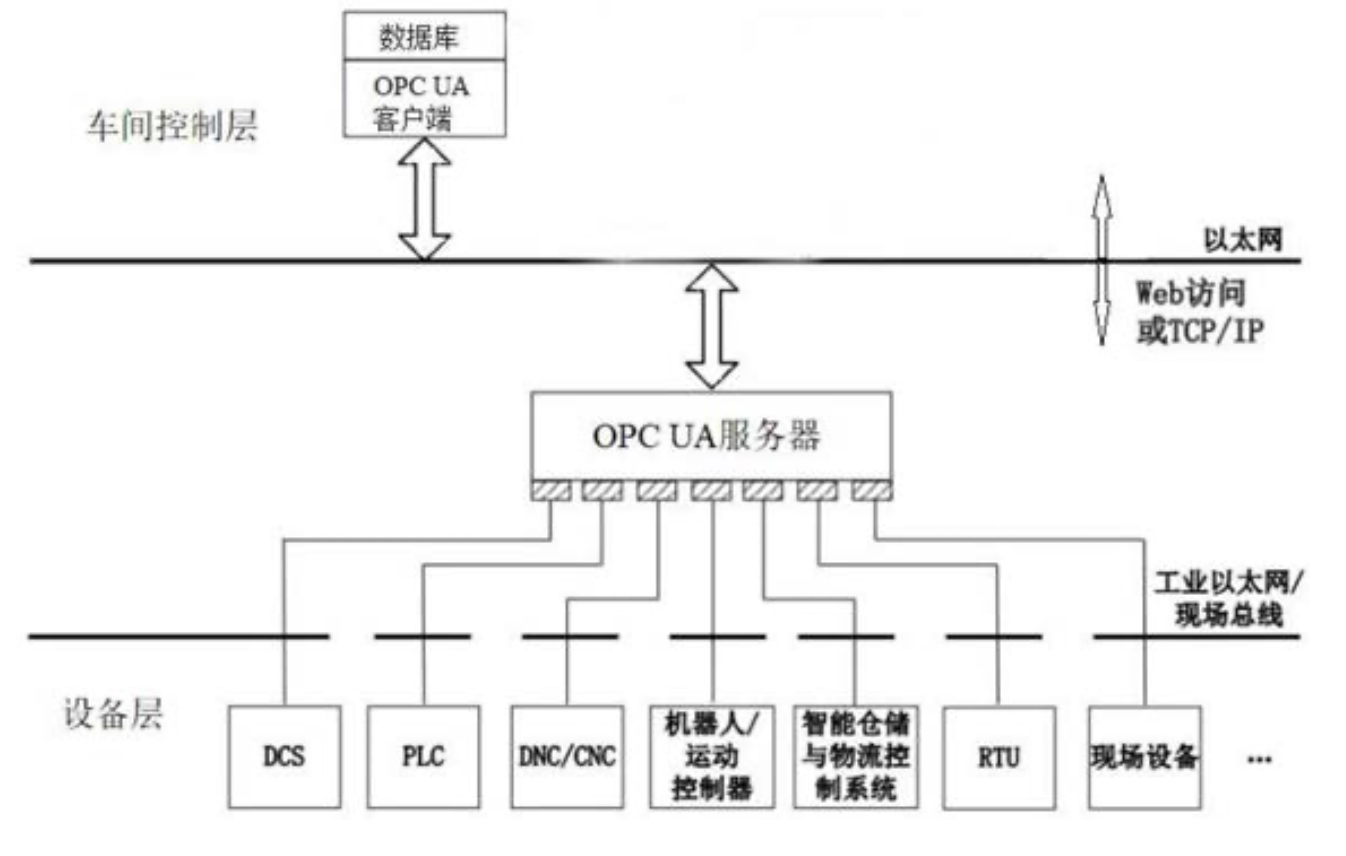 数据库
OPC UA
客户端
车间控制层
以太网
Web访问
或TCP/IP
OPC UA服务器
工业以太网/
现场总线
设备层
DCS
PLC
DNC/CNC
机器人/
运动
控制器
智能仓储
与物流控
制系统
RTU
现场设备
...